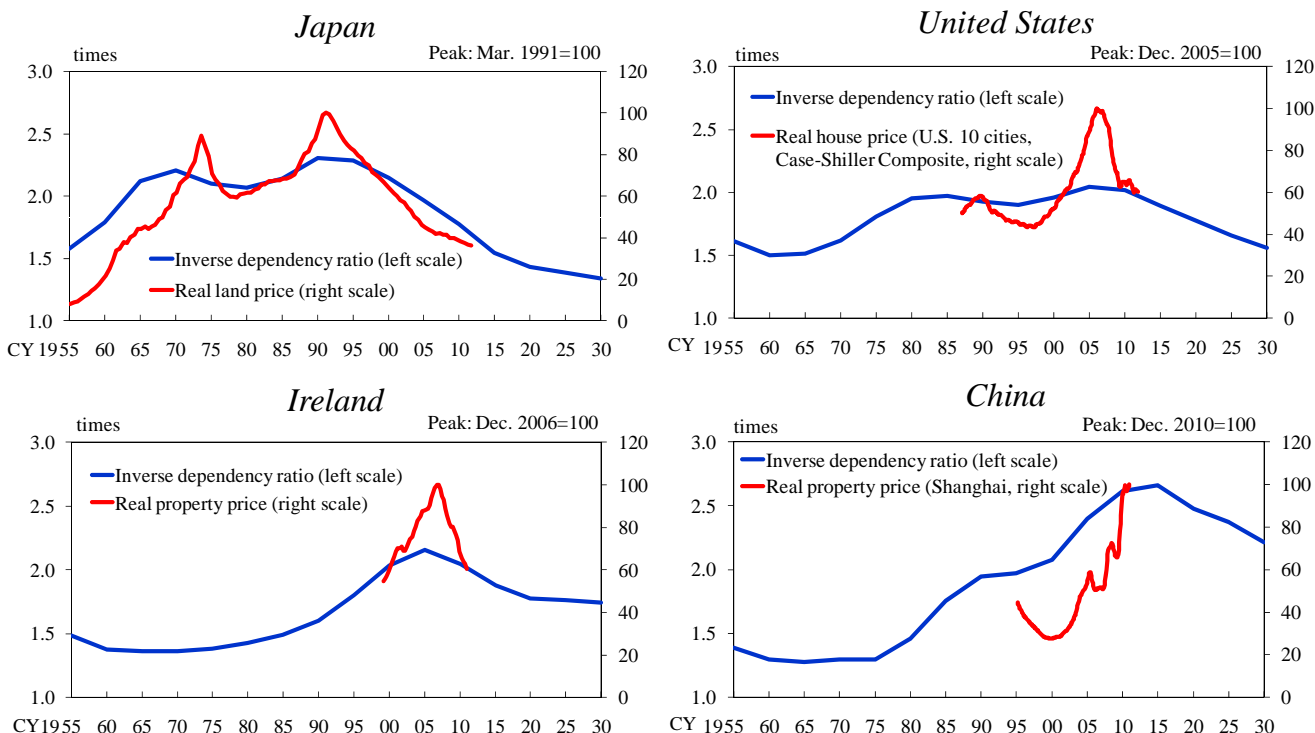 Japan
times
Peak: Mar. 1991=100
3.0
2.5
2.0
1.5
1.0
120
100
80
60
40
20
0
Inverse dependency ratio (left scale)
Real land price (right scale)
CY 1955 60 65 70 75 80 85 90 95 00 05 10 15 20 25 30
United States
times
Peak: Dec. 2005=100
3.0
2.5
2.0
1.5
1.0
120
100
80
60
40
20
0
Inverse dependency ratio (left scale)
Real house price (U.S. 10 cities,
Case-Shiller Composite, right scale)
CY 1955 60 65 70 75 80 85 90 95 00 05 10 15 20 25 30
Ireland
times
Peak: Dec. 2006=100
3.0
2.5
2.0
1.5
1.0
120
100
80
60
40
20
0
Inverse dependency ratio (left scale)
Real property price (right scale)
CY 1955 60 65 70 75 80 85 90 95 00 05 10 15 20 25 30
China
times
Peak: Dec. 2010=100
3.0
2.5
2.0
1.5
1.0
120
100
80
60
40
20
0
Inverse dependency ratio (left scale)
Real property price (Shanghai, right scale)
CY 1955 60 65 70 75 80 85 90 95 00 05 10 15 20 25 30